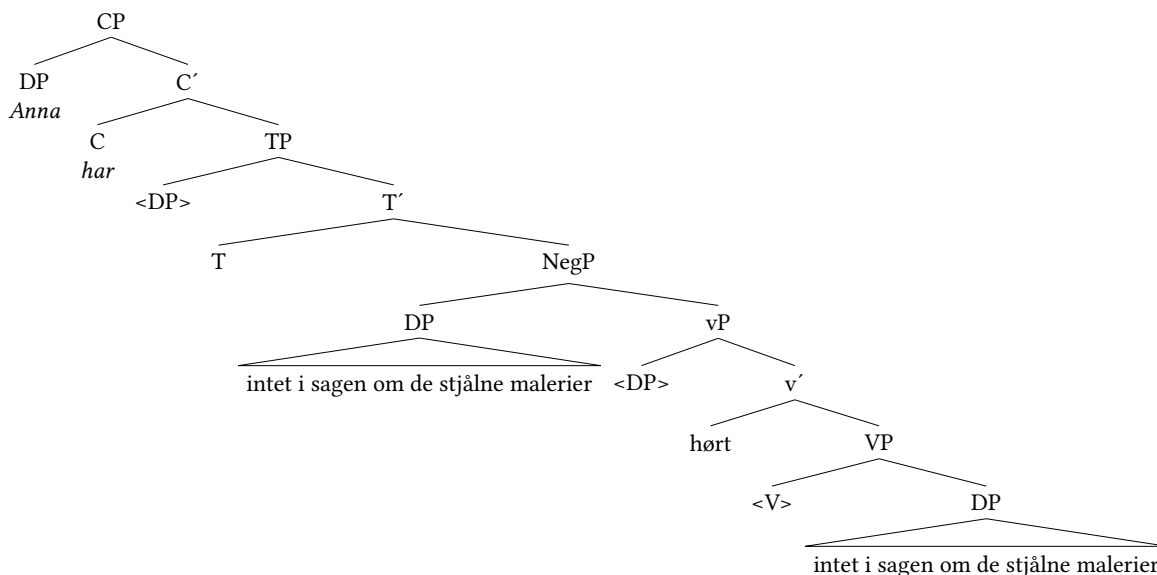 CP
DP C´
Anna
C TP
har
<DP> T´
T NegP
DP vP
intet i sagen om de stjålne malerier <DP> v´
hørt VP
<V> DP
intet i sagen om de stjålne malerier